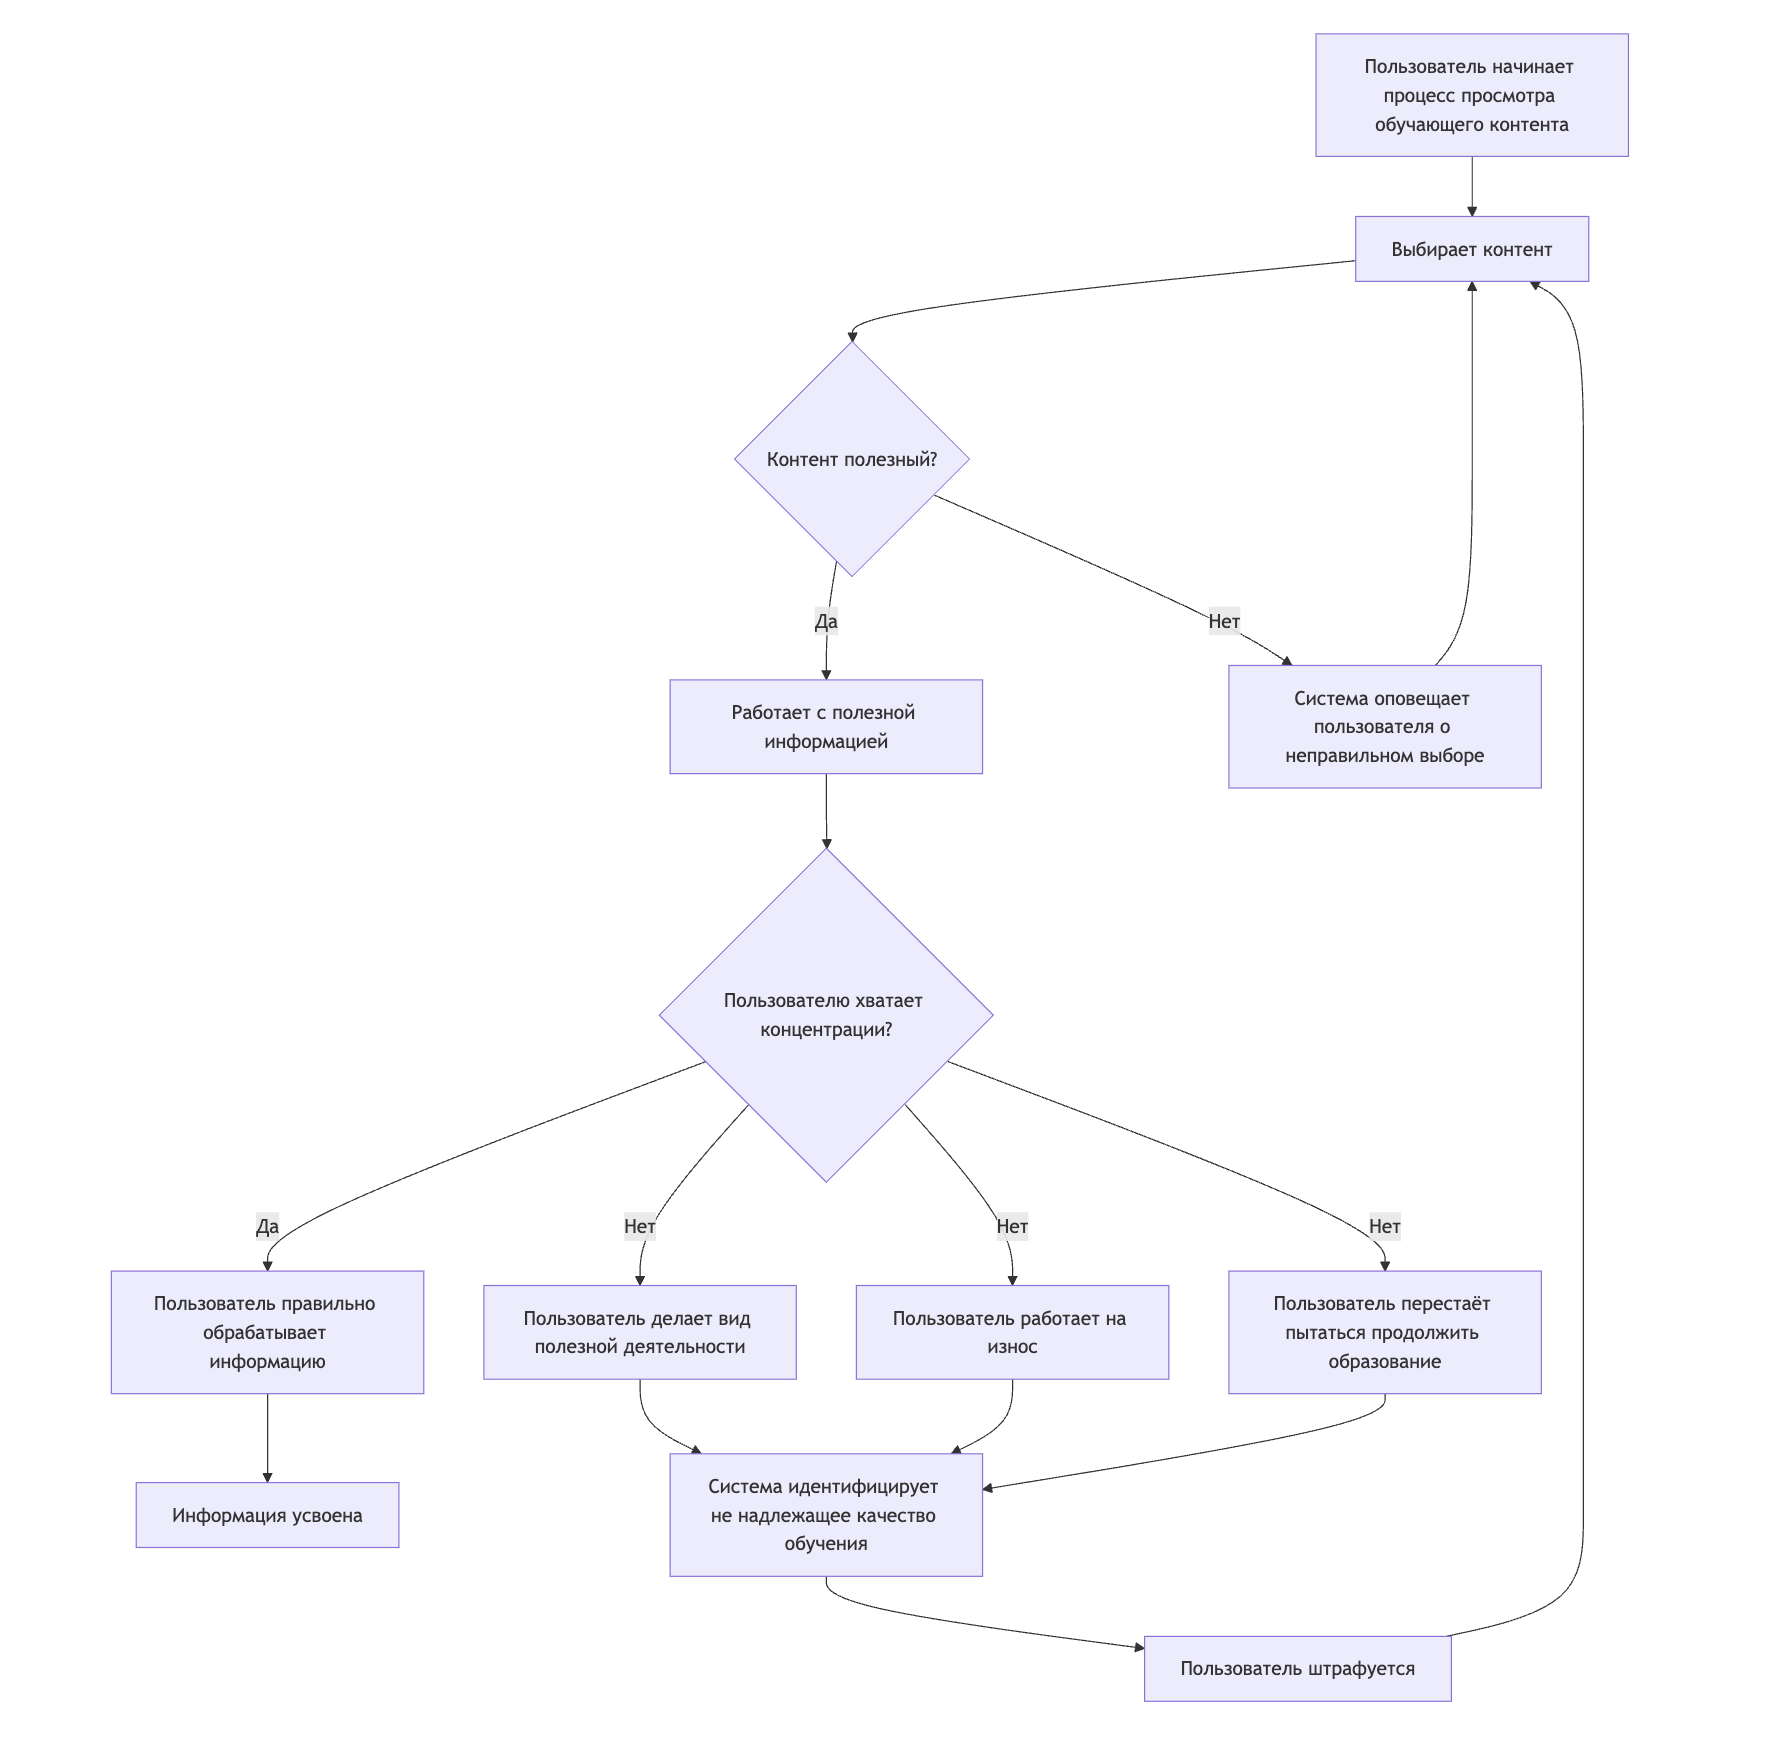 Пользователь начинает
процесс просмотра
обучающего контента
Выбирает контент
Контент полезный?
Да
Нет
Работает с полезной
информацией
Система оповещает
пользователя о
неправильном выборе
Пользователю хватает
концентрации?
Да
Нет
Нет
Нет
Пользователь правильно
обрабатывает
информацию
Пользователь делает вид
полезной деятельности
Пользователь работает на
износ
Пользователь перестаёт
пытаться продолжить
образование
Информация усвоена
Система идентифицирует
не надлежащее качество
обучения
Пользователь штрафуется